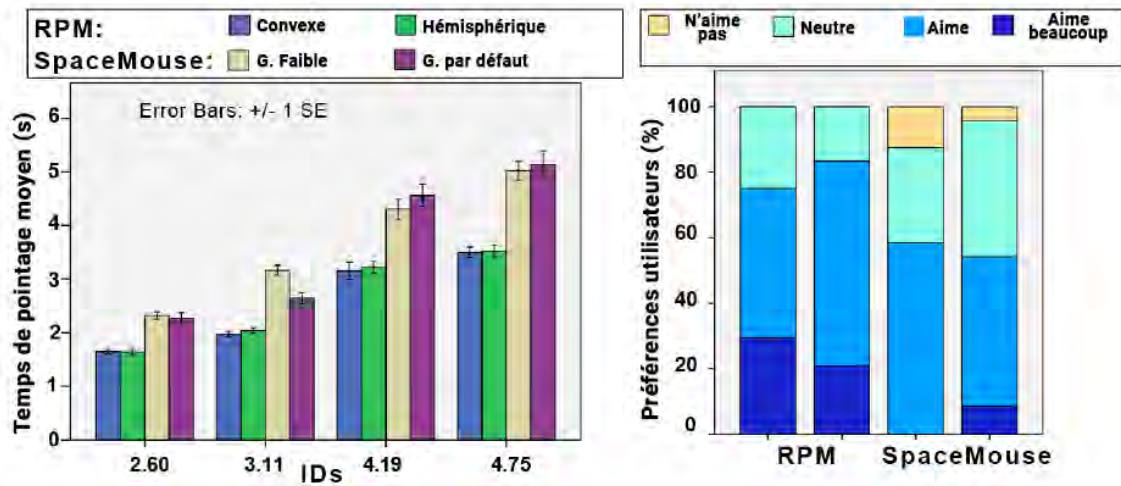 RPM: Convexe Hémisphérique
SpaceMouse: G. Faible G. par défaut
Error Bars: +/- 1 SE
Temps de pointage moyen (s)
6
5
4
3
2
1
0
2.60 3.11 4.19 4.75
IDs
N'aime pas Neutre Aime Aime beaucoup
Préférences utilisateurs (%)
100
80
60
40
20
0
RPM SpaceMouse